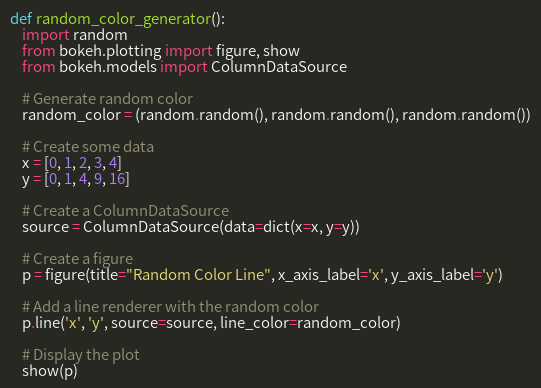 def random_color_generator():
    import random
    from bokeh.plotting import figure, show
    from bokeh.models import ColumnDataSource

    # Generate random color
    random_color = (random.random(), random.random(), random.random())

    # Create some data
    x = [0, 1, 2, 3, 4]
    y = [0, 1, 4, 9, 16]

    # Create a ColumnDataSource
    source = ColumnDataSource(data=dict(x=x, y=y))

    # Create a figure
    p = figure(title="Random Color Line", x_axis_label='x', y_axis_label='y')

    # Add a line renderer with the random color
    p.line('x', 'y', source=source, line_color=random_color)

    # Display the plot
    show(p)